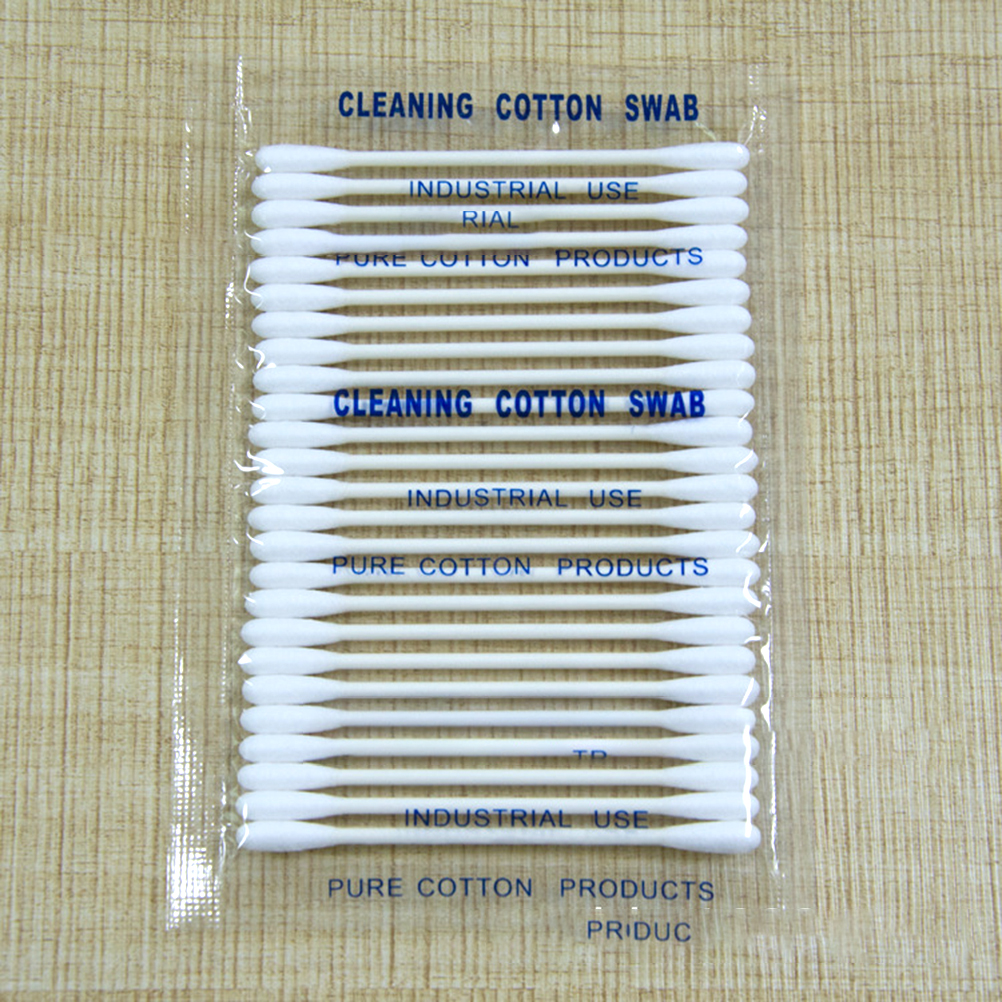 CLEANING COTTON SWAB
INDUSTRIAL USE
RIAL
PURE COTTON PRODUCTS
CLEANING COTTON SWAB
INDUSTRIAL USE
PURE COTTON PRODUCTS
INDUSTRIAL USE
PURE COTTON PRODUCTS
PRIDUC